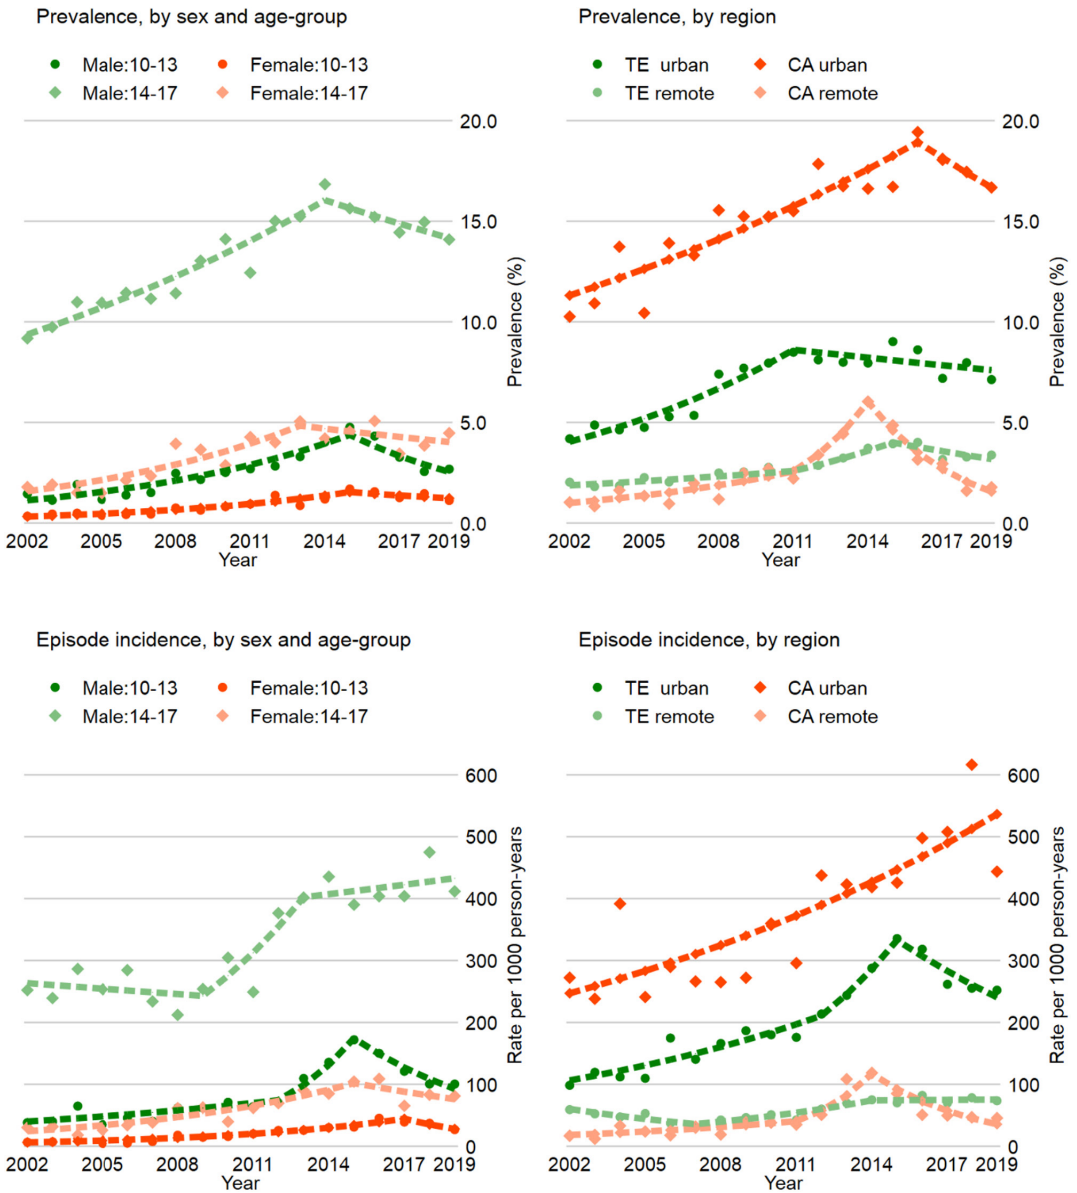 Prevalence, by sex and age-group
Male:10-13 Female:10-13
Male:14-17 Female:14-17
20.0
15.0
10.0
5.0
0.0
Prevalence (%)
2002 2005 2008 2011 2014 2017 2019
Year
Prevalence, by region
TE urban CA urban
TE remote CA remote
20.0
15.0
10.0
5.0
0.0
Prevalence (%)
2002 2005 2008 2011 2014 2017 2019
Year
Episode incidence, by sex and age-group
Male:10-13 Female:10-13
Male:14-17 Female:14-17
600
500
400
300
200
100
0
Rate per 1000 person-years
2002 2005 2008 2011 2014 2017 2019
Year
Episode incidence, by region
TE urban CA urban
TE remote CA remote
600
500
400
300
200
100
0
Rate per 1000 person-years
2002 2005 2008 2011 2014 2017 2019
Year